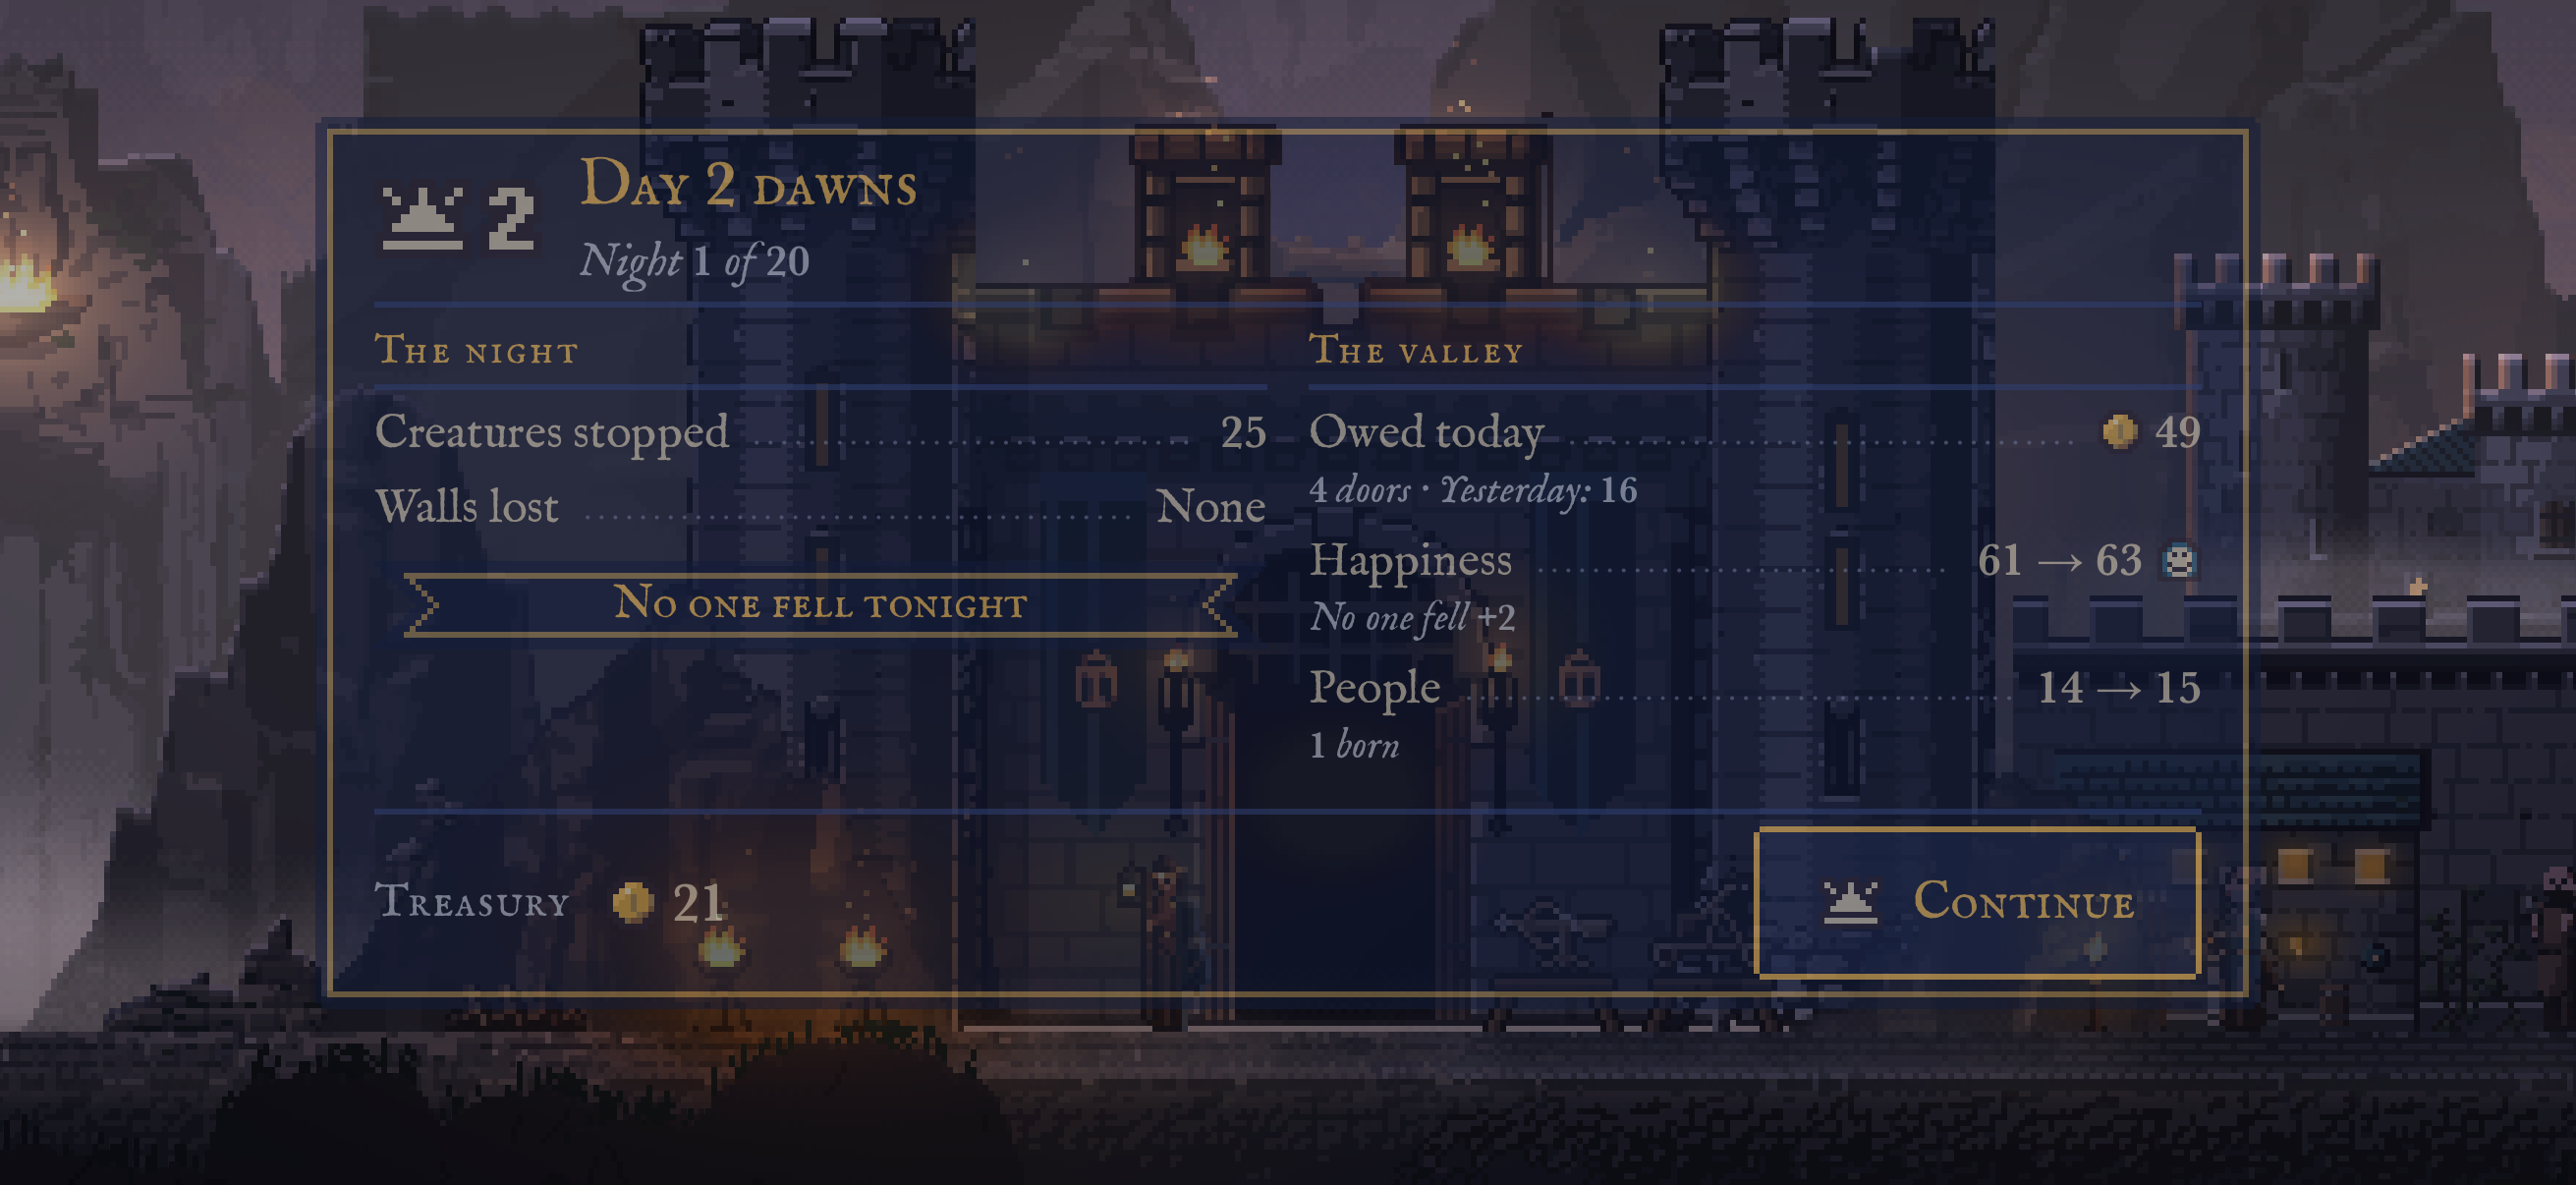 2
Day 2 dawns
Night 1 of 20
The night
Creatures stopped 25
Walls lost None
No one fell tonight
The valley
Owed today 49
4 doors · Yesterday: 16
Happiness 61 → 63
No one fell +2
People 14 → 15
1 born
Treasury 21
Continue